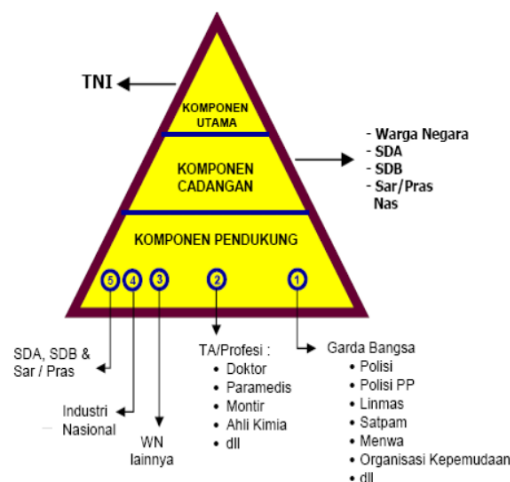 TNI
KOMPONEN
UTAMA
- Warga Negara
- SDA
- SDB
- Sar/Pras
Nas
KOMPONEN
CADANGAN
KOMPONEN PENDUKUNG
5 4 3 2 1
SDA, SDB &
Sar / Pras
Industri
Nasional
WN
lainnya
TA/Profesi :
• Doktor
• Paramedis
• Montir
• Ahli Kimia
• dll
Garda Bangsa
• Polisi
• Polisi PP
• Linmas
• Satpam
• Menwa
• Organisasi Kepemudaan
• dll